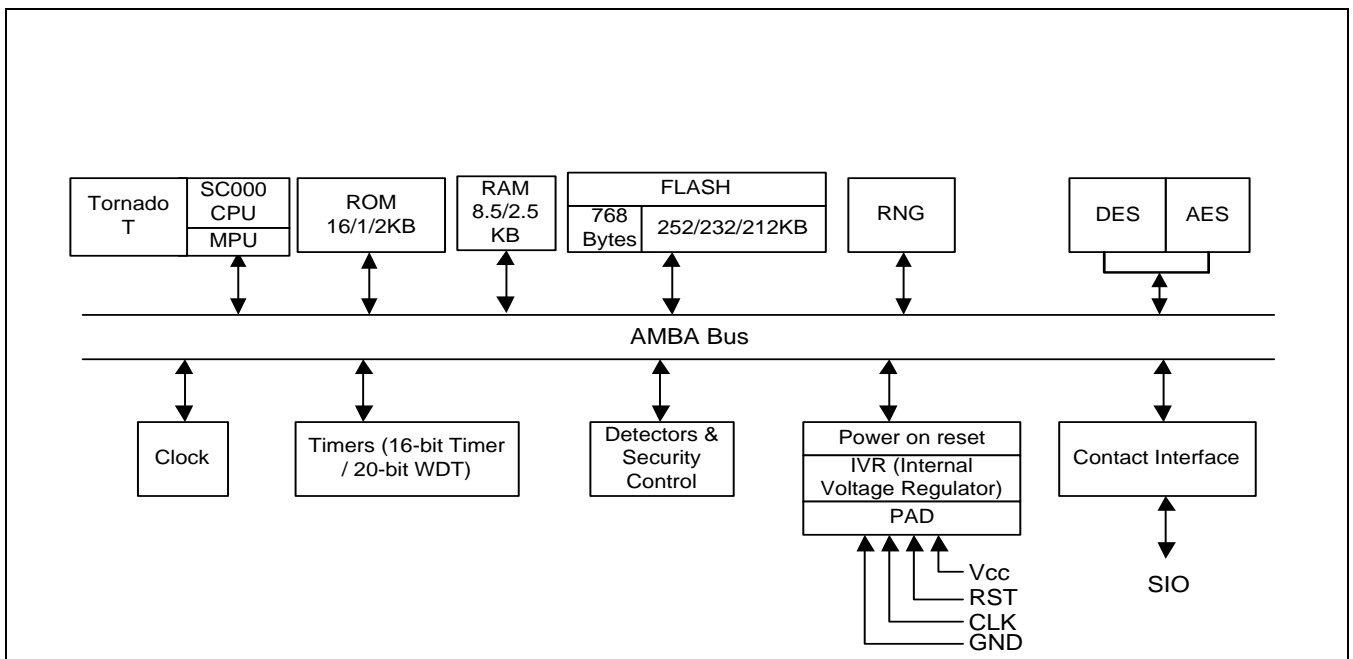 Tornado
T
SC000
CPU
MPU
ROM
16/1/2KB
RAM
8.5/2.5
KB
FLASH
768
Bytes
252/232/212KB
RNG
DES
AES
AMBA Bus
Clock
Timers (16-bit Timer
/ 20-bit WDT)
Detectors &
Security
Control
Power on reset
IVR (Internal
Voltage Regulator)
PAD
Contact Interface
Vcc
RST
CLK
GND
SIO